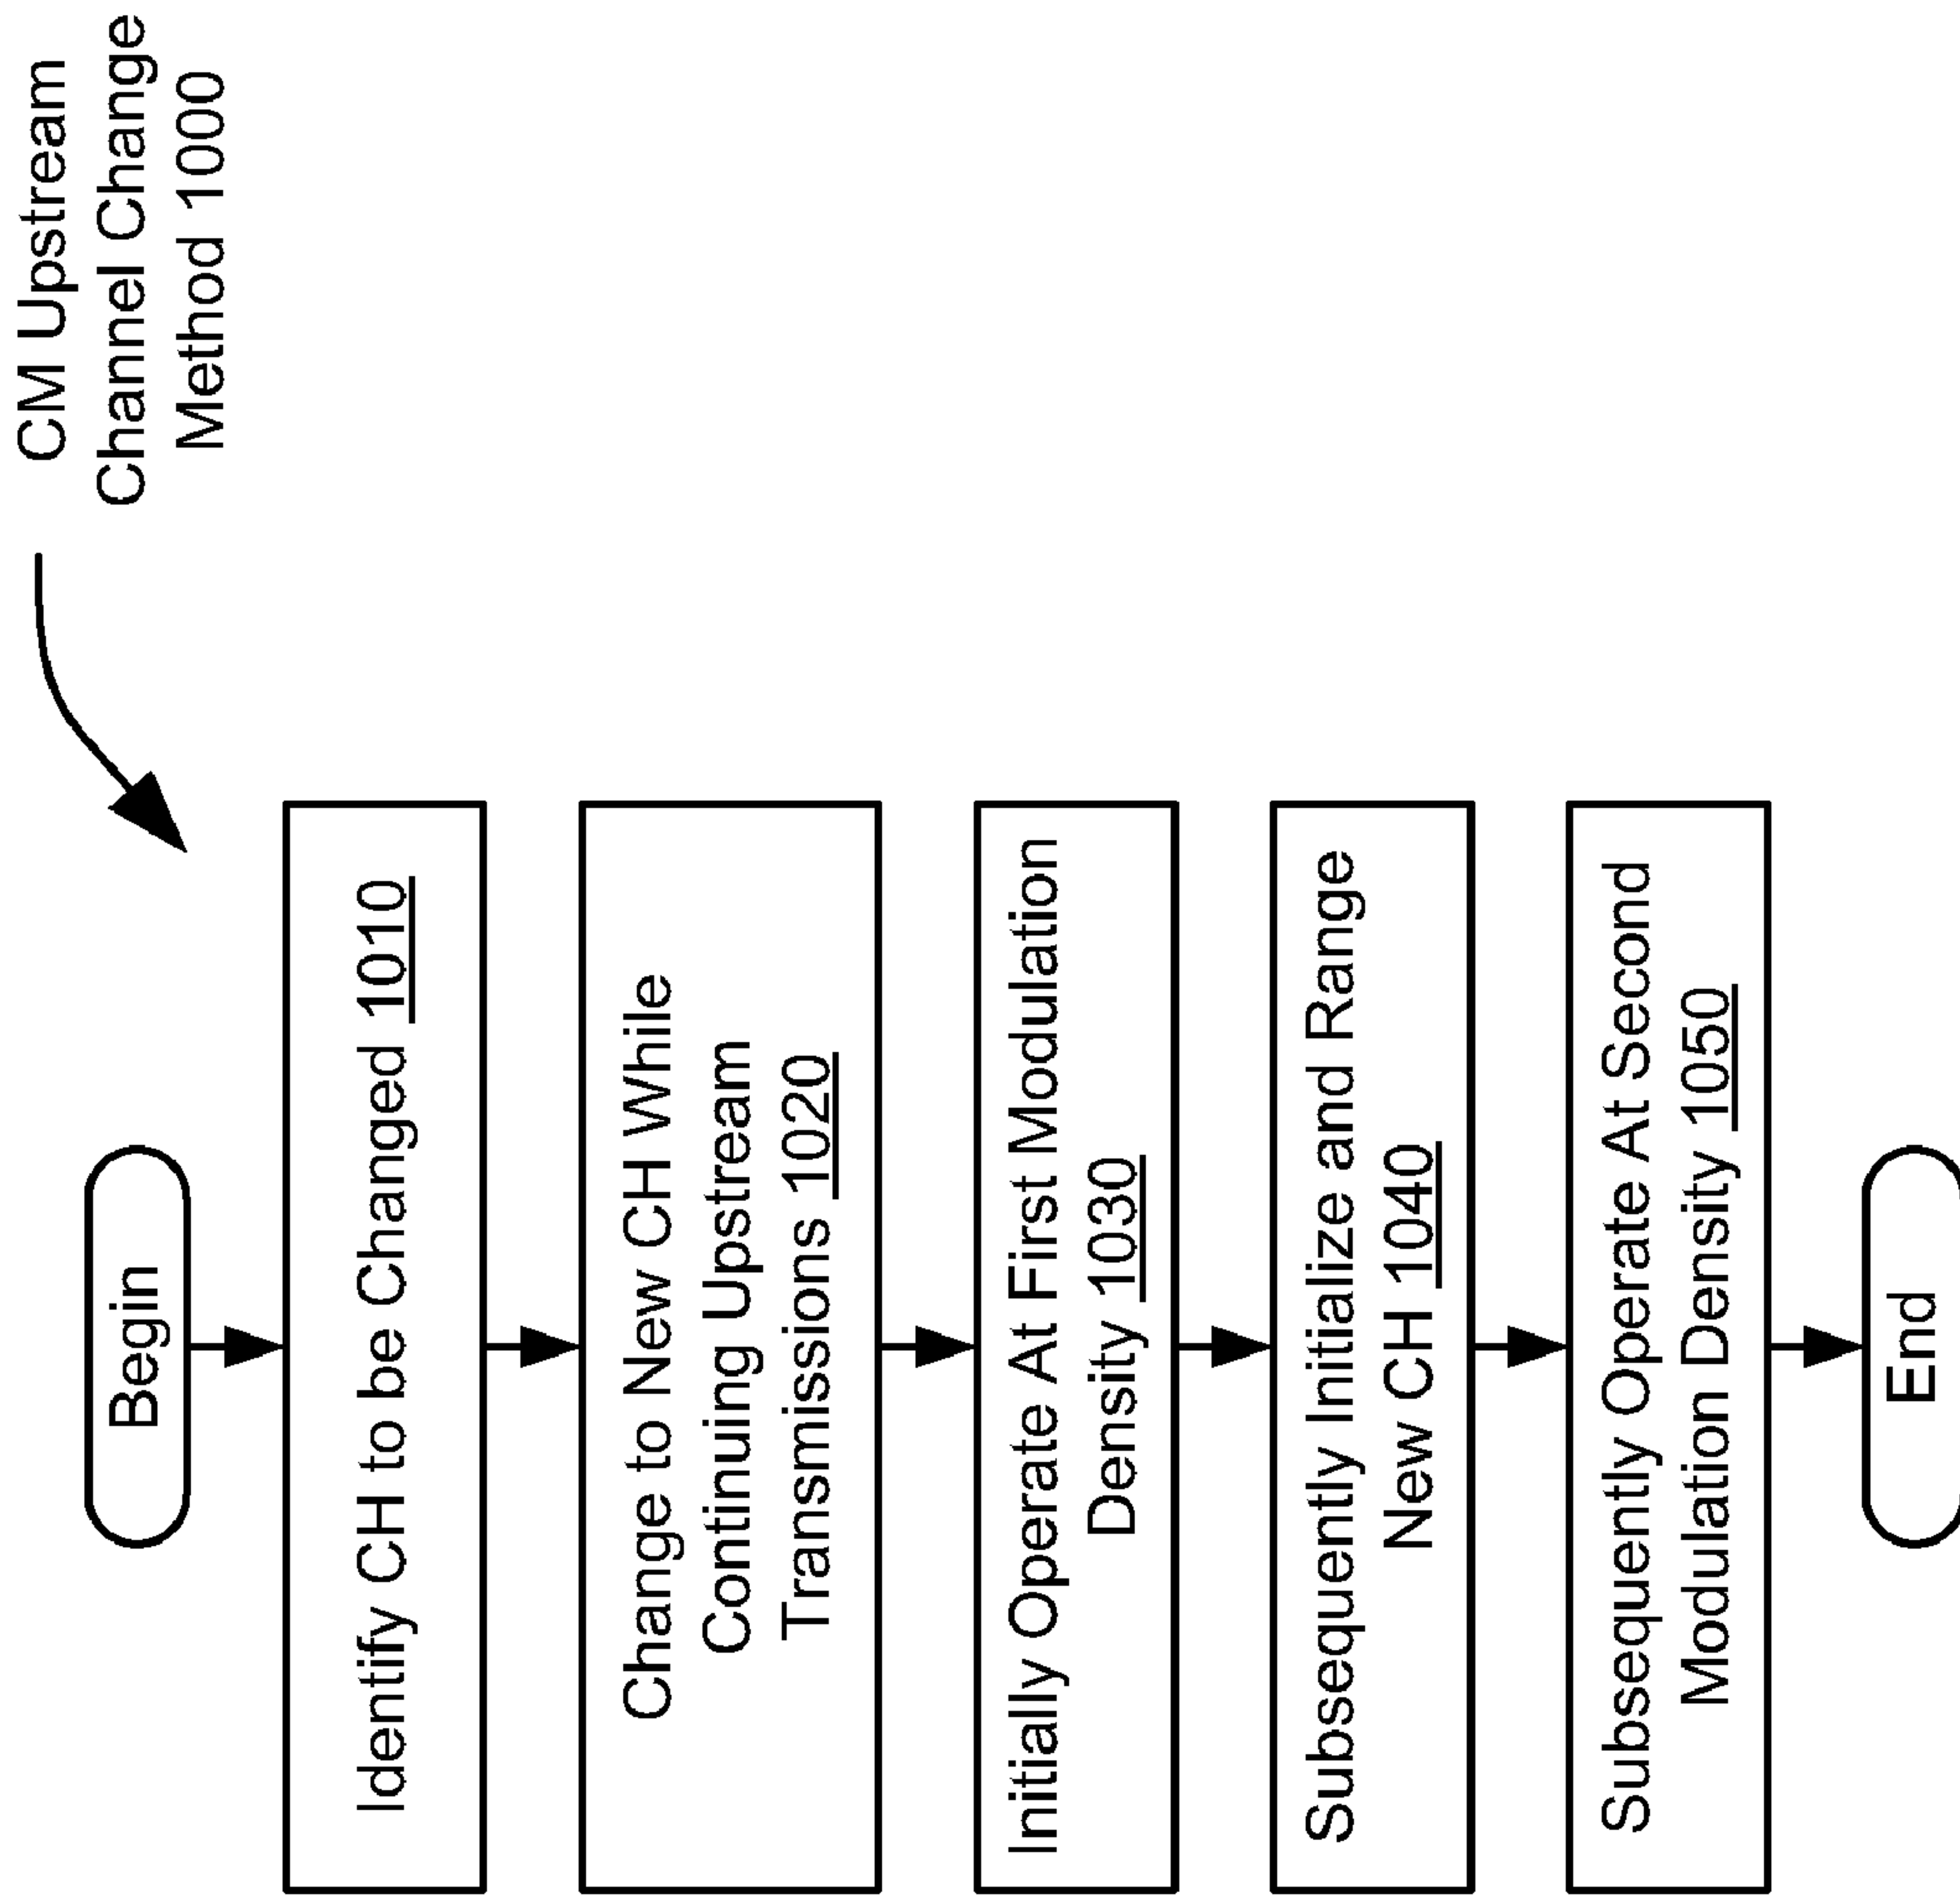 CM Upstream
Channel Change
Method 1000
Begin
Identify CH to be Changed 1010
Change to New CH While
Continuing Upstream
Transmissions 1020
Initially Operate At First Modulation
Density 1030
Subsequently Initialize and Range
New CH 1040
Subsequently Operate At Second
Modulation Density 1050
End